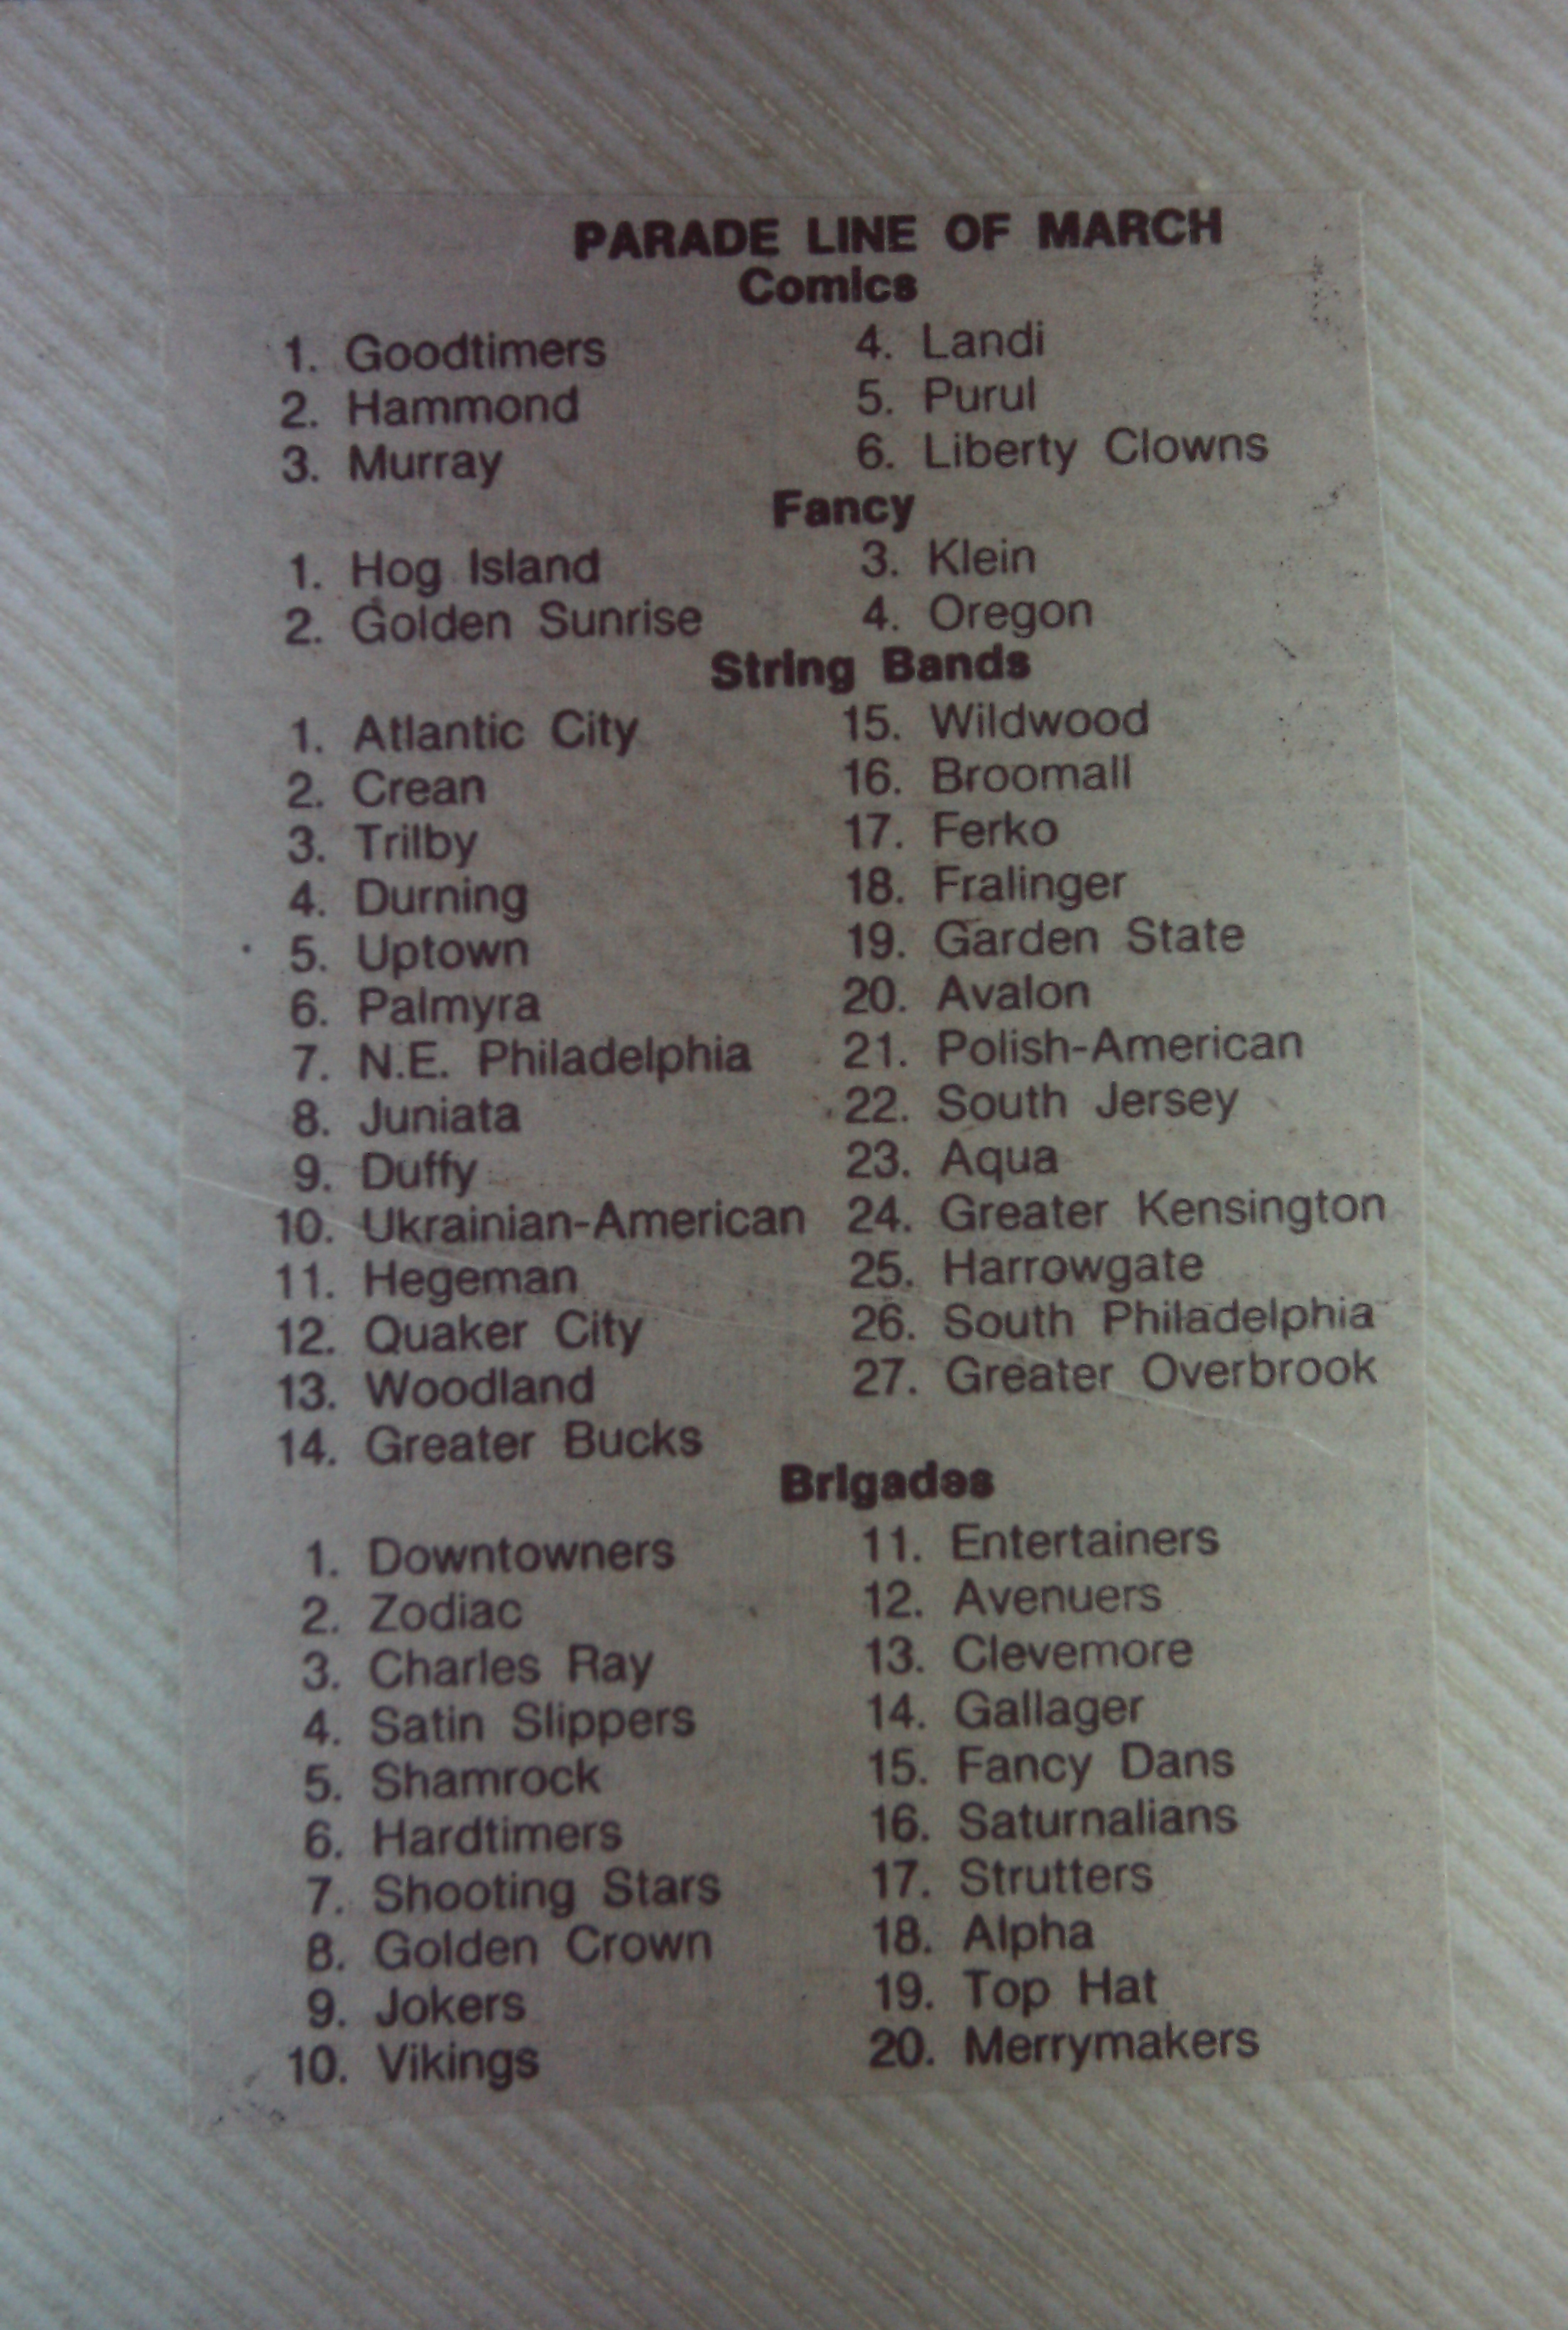 PARADE LINE OF MARCH
Comics
1. Goodtimers
2. Hammond
3. Murray
4. Landi
5. Purul
6. Liberty Clowns
Fancy
1. Hog Island
2. Golden Sunrise
3. Klein
4. Oregon
String Bands
1. Atlantic City
2. Crean
3. Trilby
4. Durning
5. Uptown
6. Palmyra
7. N.E. Philadelphia
8. Juniata
9. Duffy
10. Ukrainian-American
11. Hegeman
12. Quaker City
13. Woodland
14. Greater Bucks
15. Wildwood
16. Broomall
17. Ferko
18. Fralinger
19. Garden State
20. Avalon
21. Polish-American
22. South Jersey
23. Aqua
24. Greater Kensington
25. Harrowgate
26. South Philadelphia
27. Greater Overbrook
Brigades
1. Downtowners
2. Zodiac
3. Charles Ray
4. Satin Slippers
5. Shamrock
6. Hardtimers
7. Shooting Stars
8. Golden Crown
9. Jokers
10. Vikings
11. Entertainers
12. Avenuers
13. Clevemore
14. Gallager
15. Fancy Dans
16. Saturnalians
17. Strutters
18. Alpha
19. Top Hat
20. Merrymakers